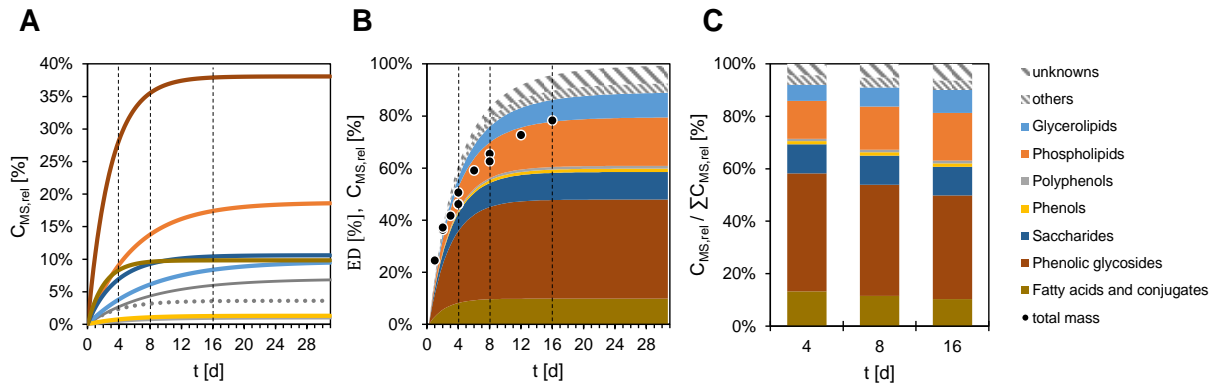 A
B
C
C_MS,rel [%]
40%
35%
30%
25%
20%
15%
10%
5%
0%
0 4 8 12 16 20 24 28
t [d]
ED [%], C_MS,rel [%]
100%
80%
60%
40%
20%
0%
0 4 8 12 16 20 24 28
t [d]
C_MS,rel / ΣC_MS,rel [%]
100%
80%
60%
40%
20%
0%
4 8 16
t [d]
unknowns
others
Glycerolipids
Phospholipids
Polyphenols
Phenols
Saccharides
Phenolic glycosides
Fatty acids and conjugates
total mass